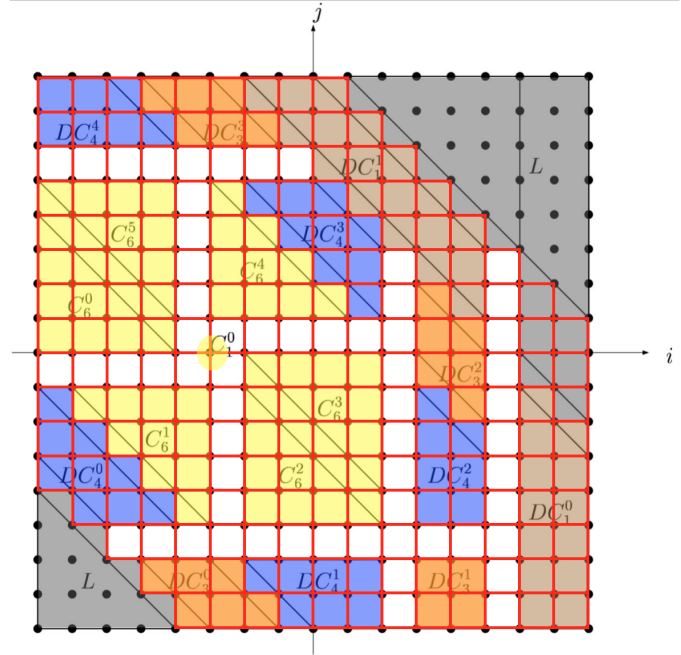 j
DC_4^4
DC_3^3
DC_1^1
L
C_6^5
DC_4^3
C_6^4
C_6^0
C_1^0
i
DC_3^2
C_6^3
C_6^1
DC_4^0
C_6^2
DC_4^2
DC_1^0
L
DC_3^0
DC_4^1
DC_3^1